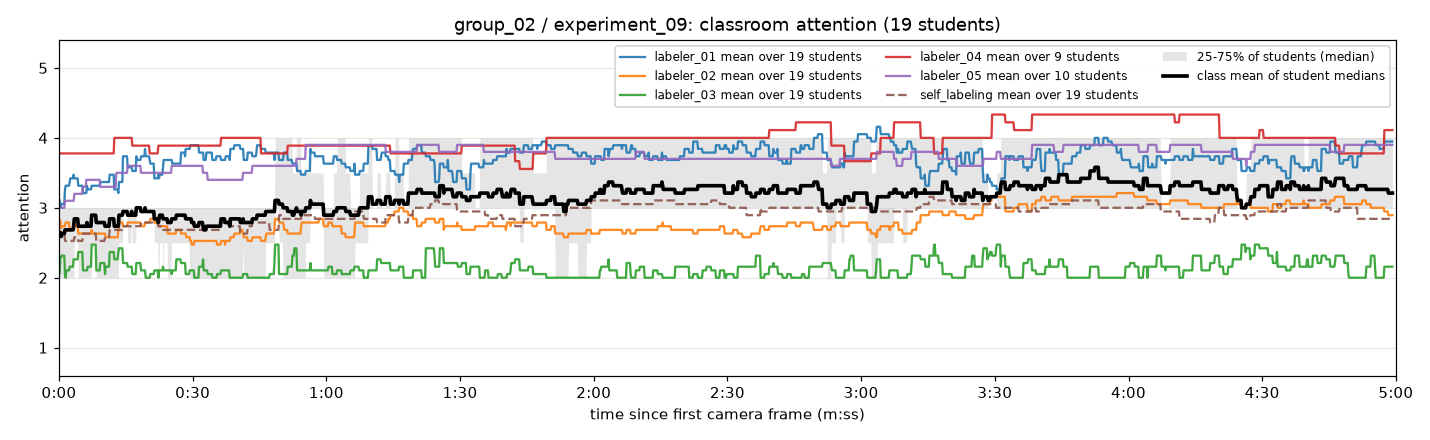 group_02 / experiment_09: classroom attention (19 students)
labeler_01 mean over 19 students
labeler_02 mean over 19 students
labeler_03 mean over 19 students
labeler_04 mean over 9 students
labeler_05 mean over 10 students
self_labeling mean over 19 students
25-75% of students (median)
class mean of student medians
attention
5
4
3
2
1
0:00 0:30 1:00 1:30 2:00 2:30 3:00 3:30 4:00 4:30 5:00
time since first camera frame (m:ss)